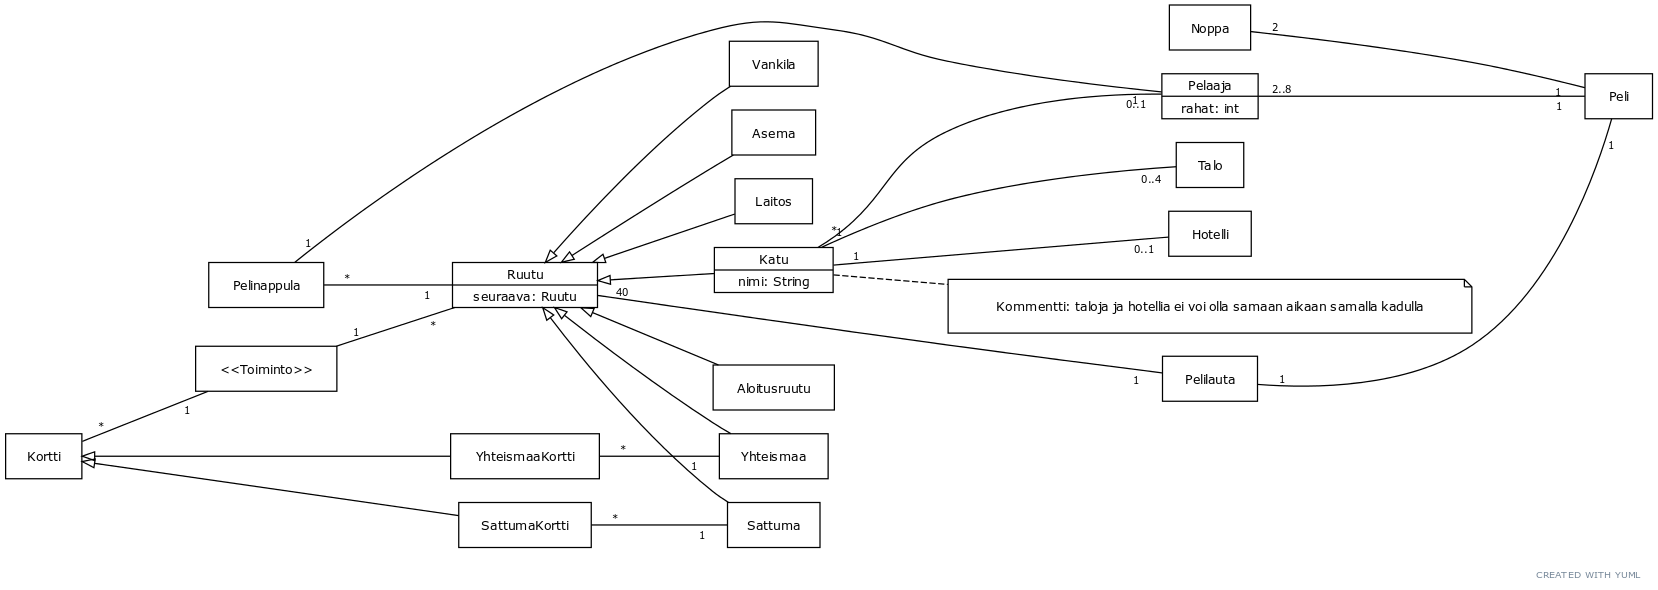 Noppa
2
Vankila
Pelaaja
rahat: int
2..8
1
1
Peli
1
0..1
Asema
1
Talo
0..4
Laitos
*
1
Hotelli
1
Katu
nimi: String
1
0..1
Pelinappula
*
1
Ruutu
seuraava: Ruutu
40
Kommentti: taloja ja hotellia ei voi olla samaan aikaan samalla kadulla
1
*
<<Toiminto>>
1
Aloitusruutu
1
Pelilauta
1
*
Kortti
YhteismaaKortti
*
1
Yhteismaa
SattumaKortti
*
1
Sattuma
CREATED WITH YUML